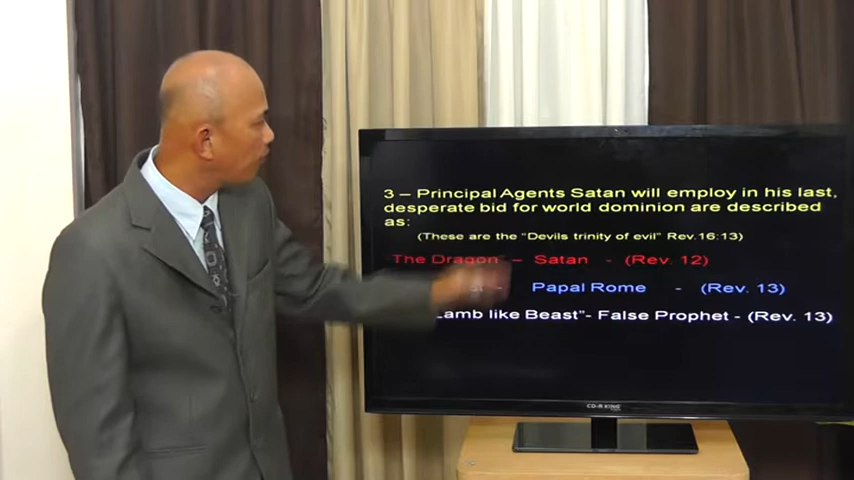 3 – Principal Agents Satan will employ in his last,
desperate bid for world dominion are described
as:
(These are the "Devils trinity of evil" Rev.16:13)
The Dragon" – Satan - (Rev. 12)
Papal Rome - (Rev. 13)
Lamb like Beast"- False Prophet - (Rev. 13)
CD-R KING